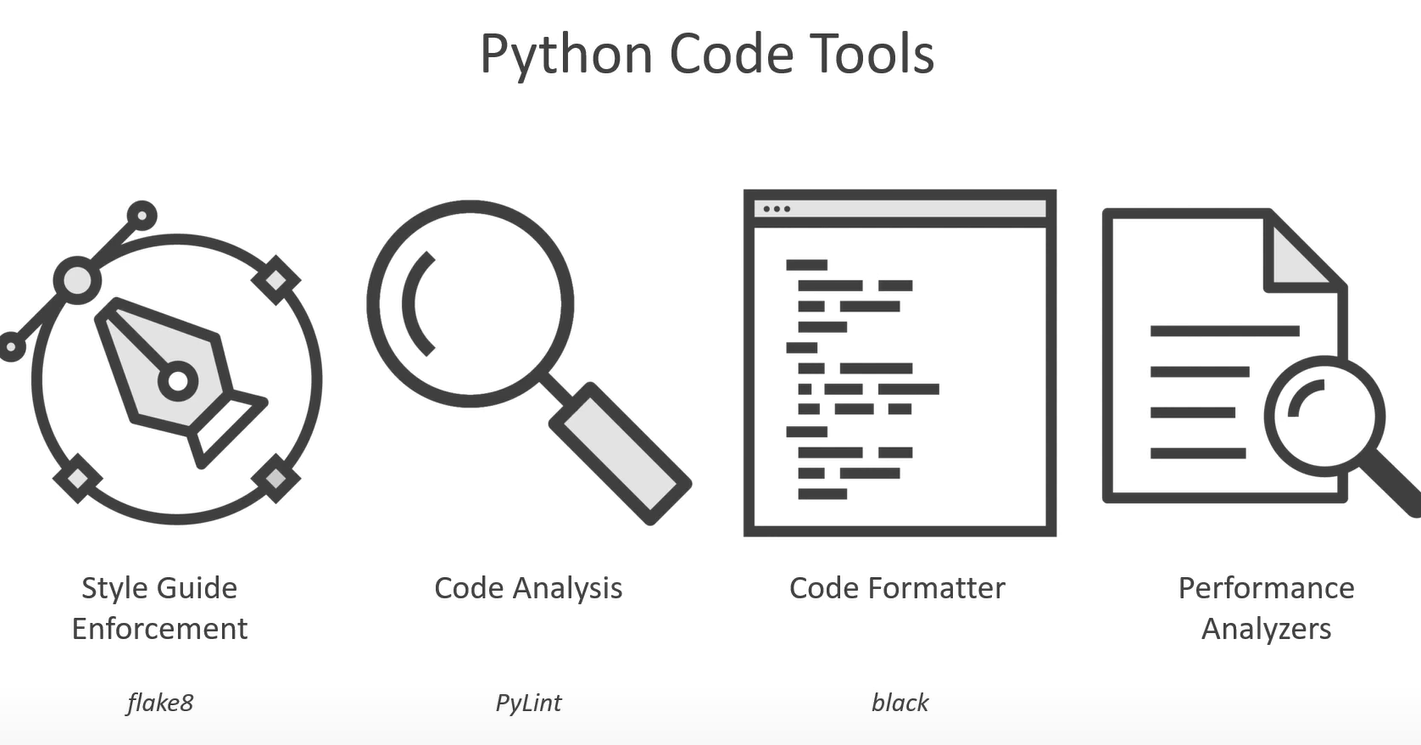 Python Code Tools
Style Guide
Enforcement
Code Analysis
Code Formatter
Performance
Analyzers
flake8
PyLint
black